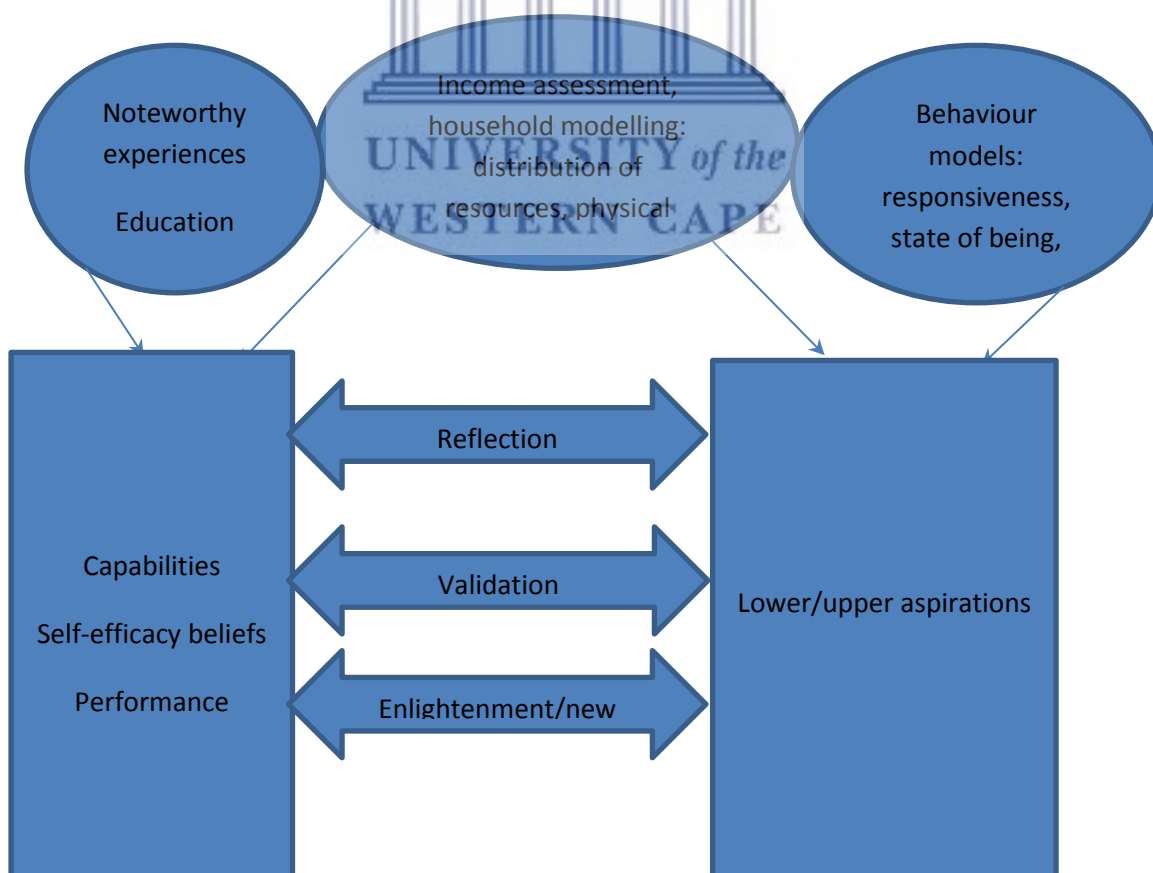 Noteworthy
experiences
Education
Income assessment,
household modelling:
distribution of
resources, physical
UNIVERSITY of the
WESTERN CAPE
Behaviour
models:
responsiveness,
state of being,
Reflection
Capabilities
Self-efficacy beliefs
Performance
Validation
Enlightenment/new
Lower/upper aspirations